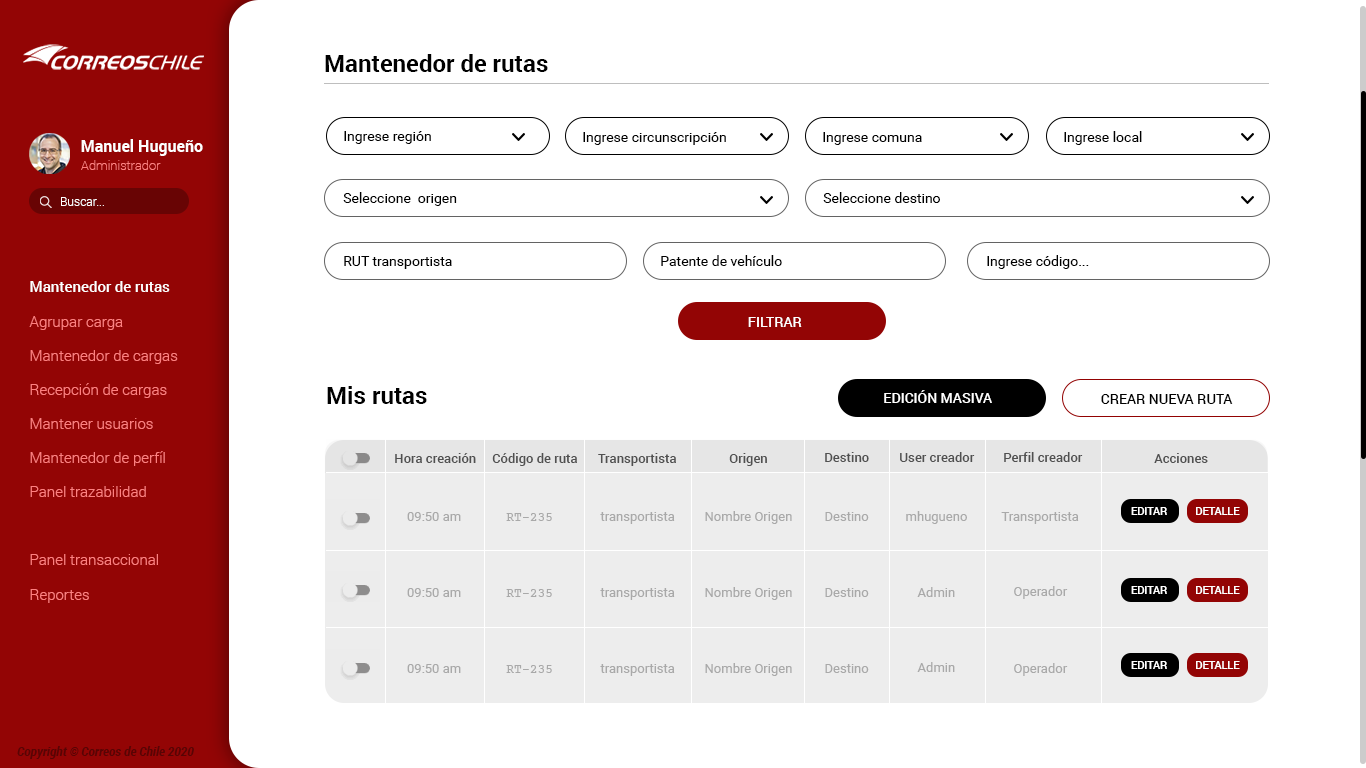 CORREOSCHILE
Manuel Hugueño
Administrador
Buscar...
Mantenedor de rutas
Agrupar carga
Mantenedor de cargas
Recepción de cargas
Mantener usuarios
Mantenedor de perfíl
Panel trazabilidad
Panel transaccional
Reportes
Copyright © Correos de Chile 2020
Mantenedor de rutas
Ingrese región
Ingrese circunscripción
Ingrese comuna
Ingrese local
Seleccione origen
Seleccione destino
RUT transportista
Patente de vehículo
Ingrese código...
FILTRAR
Mis rutas
EDICIÓN MASIVA
CREAR NUEVA RUTA
Hora creación Código de ruta Transportista Origen Destino User creador Perfil creador Acciones
09:50 am RT-235 transportista Nombre Origen Destino mhugueno Transportista EDITAR DETALLE
09:50 am RT-235 transportista Nombre Origen Destino Admin Operador EDITAR DETALLE
09:50 am RT-235 transportista Nombre Origen Destino Admin Operador EDITAR DETALLE